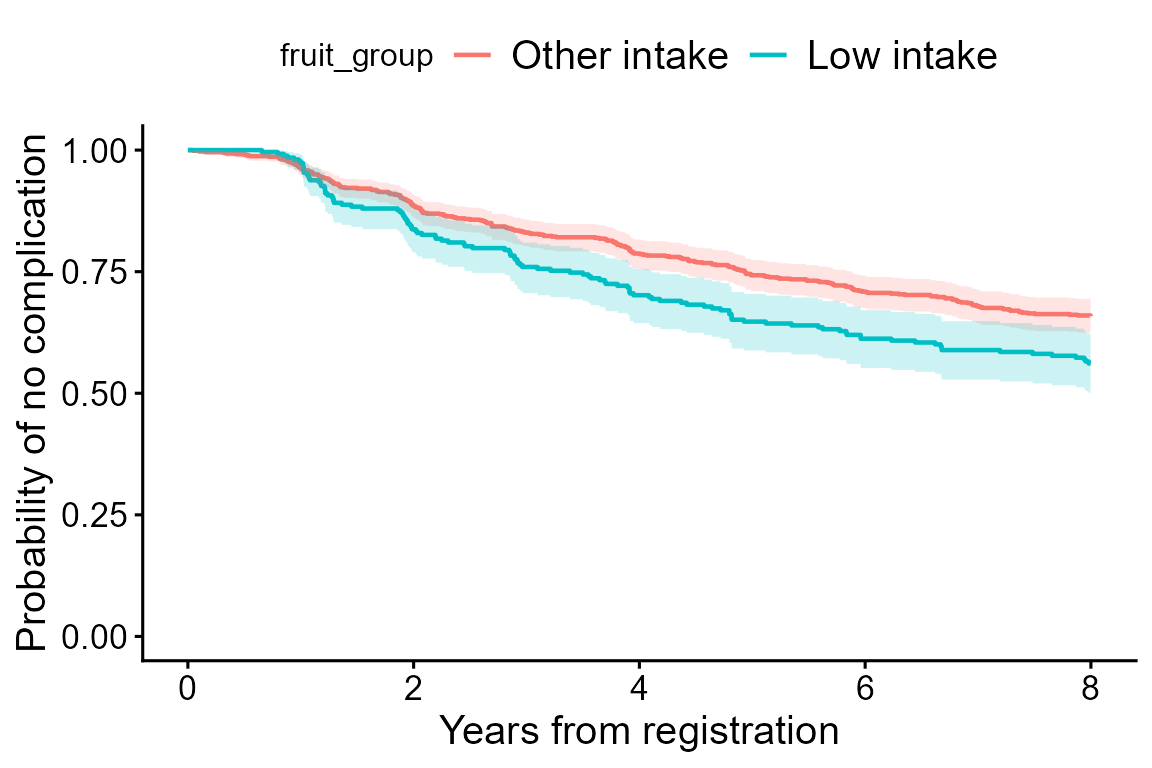 fruit_group Other intake Low intake
Probability of no complication
1.00
0.75
0.50
0.25
0.00
0 2 4 6 8
Years from registration